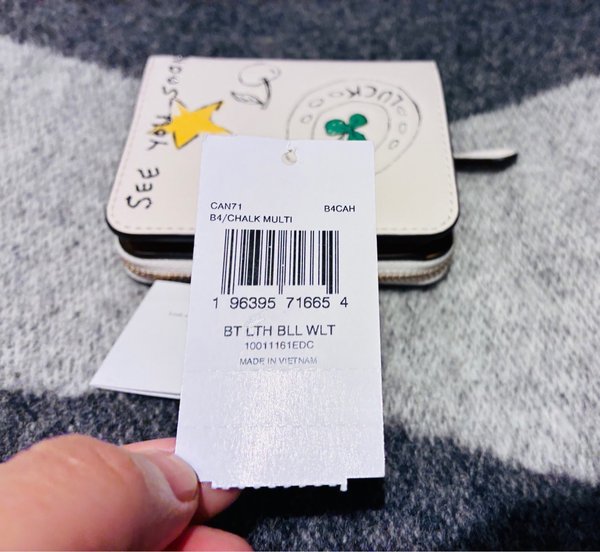 SEE YOU SOON
LUCK
CAN71 B4CAH
B4/CHALK MULTI
1 96395 71665 4
BT LTH BLL WLT
10011161EDC
MADE IN VIETNAM